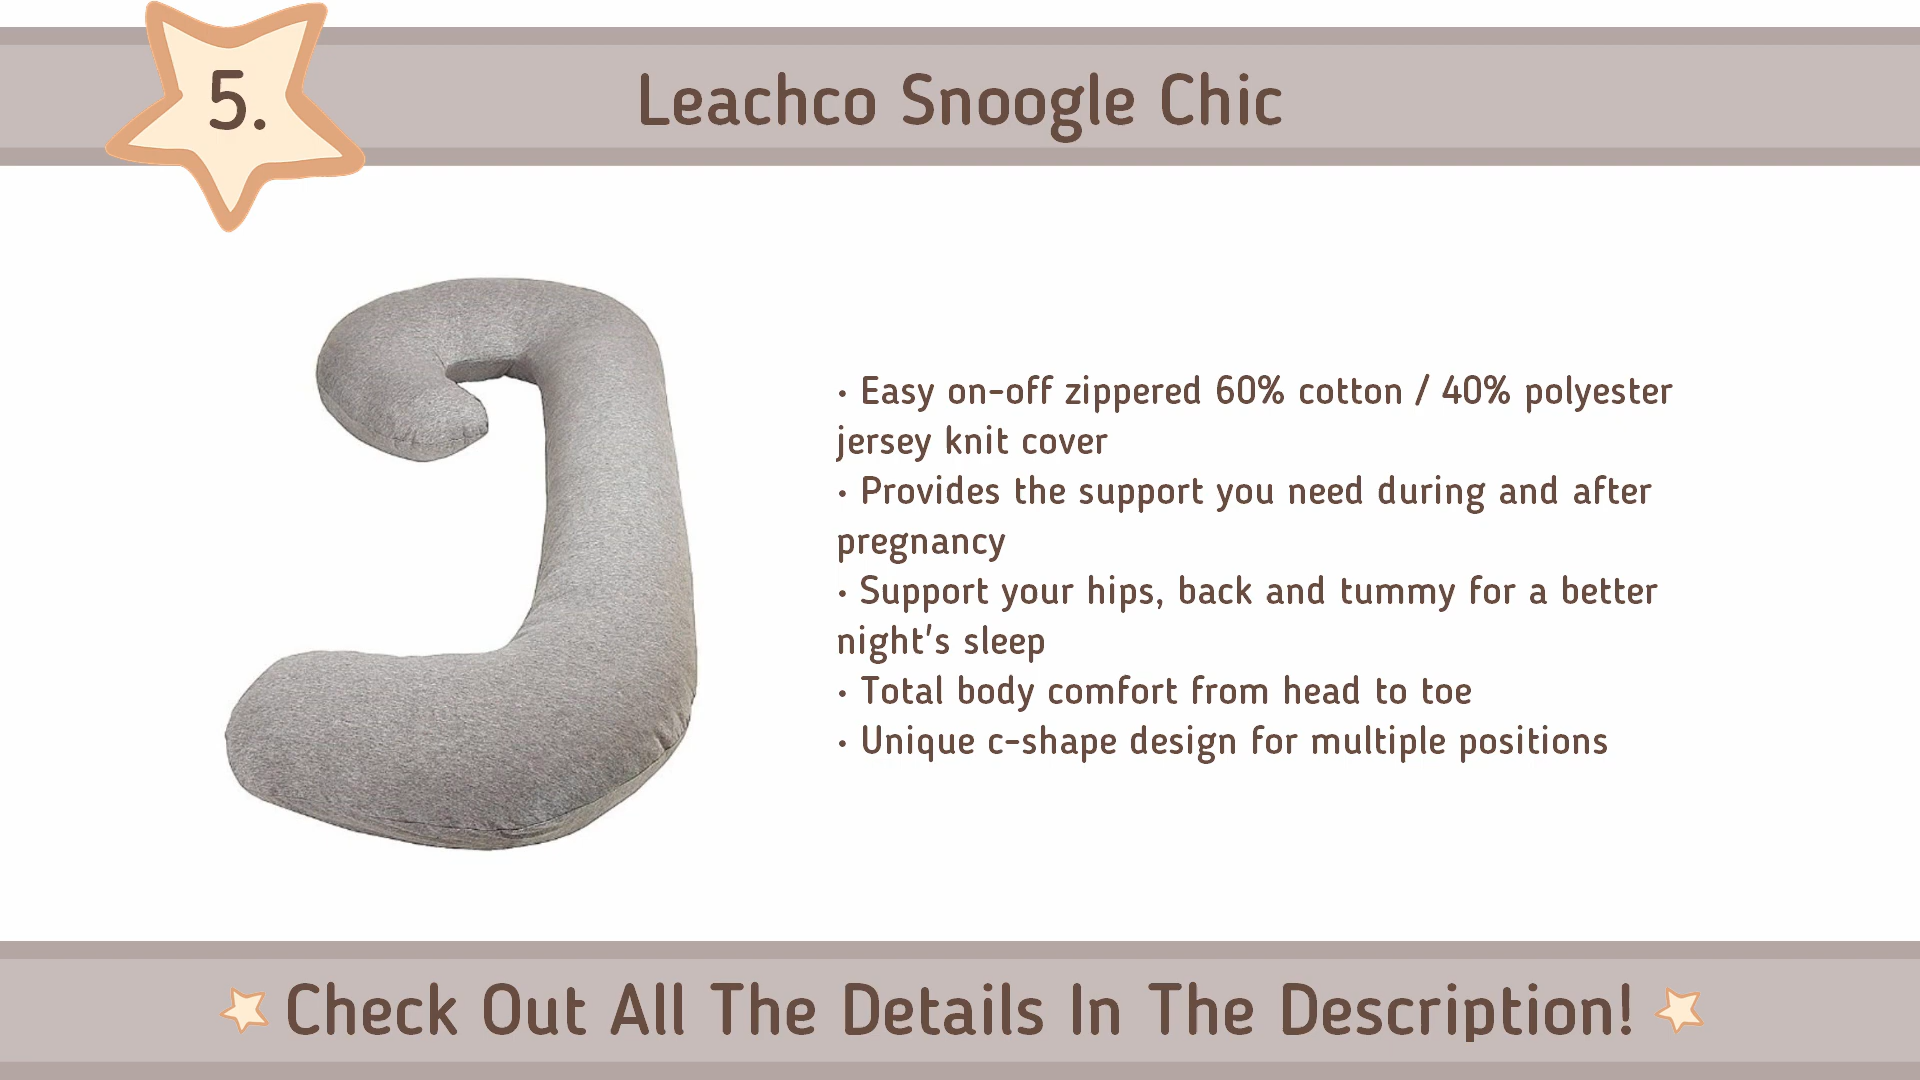 5.
Leachco Snoogle Chic
• Easy on-off zippered 60% cotton / 40% polyester
jersey knit cover
• Provides the support you need during and after
pregnancy
• Support your hips, back and tummy for a better
night's sleep
• Total body comfort from head to toe
• Unique c-shape design for multiple positions
Check Out All The Details In The Description!